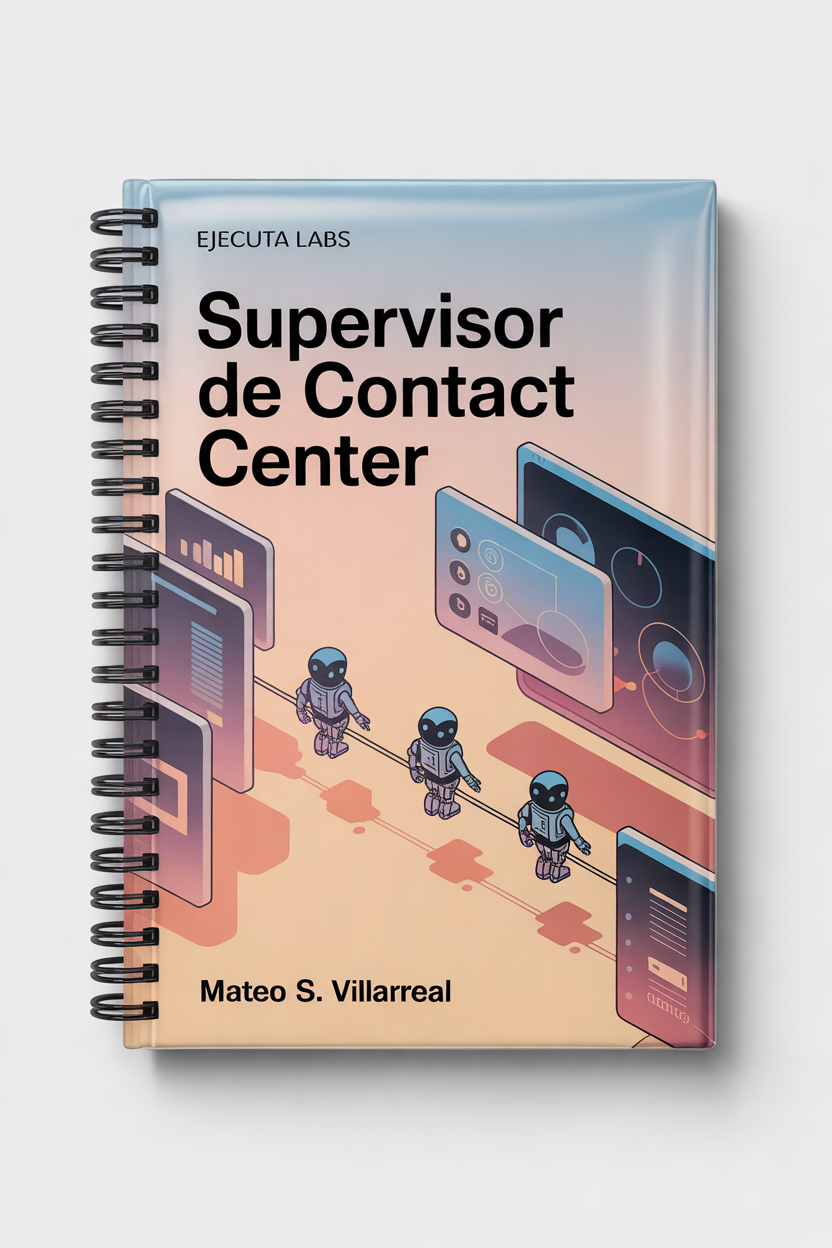 EJECUTA LABS
Supervisor
de Contact
Center
Mateo S. Villarreal